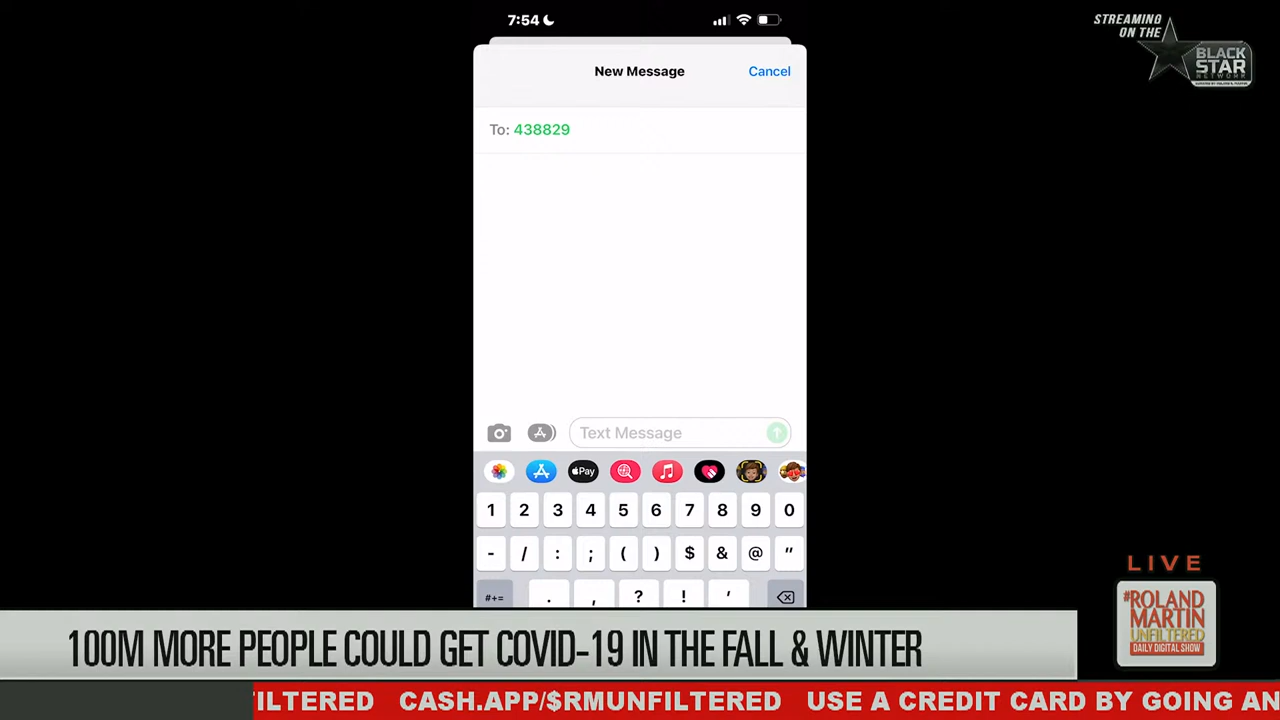 7:54
STREAMING
ON THE
BLACK
STAR
NETWORK
New Message
Cancel
To: 438829
Text Message
Pay
1 2 3 4 5 6 7 8 9 0
- / : ; ( ) $ & @ "
#+= . , ? ! '
LIVE
#ROLAND
MARTIN
UNFILTERED
DAILY DIGITAL SHOW
100M MORE PEOPLE COULD GET COVID-19 IN THE FALL & WINTER
ILTERED CASH.APP/$RMUNFILTERED USE A CREDIT CARD BY GOING AN